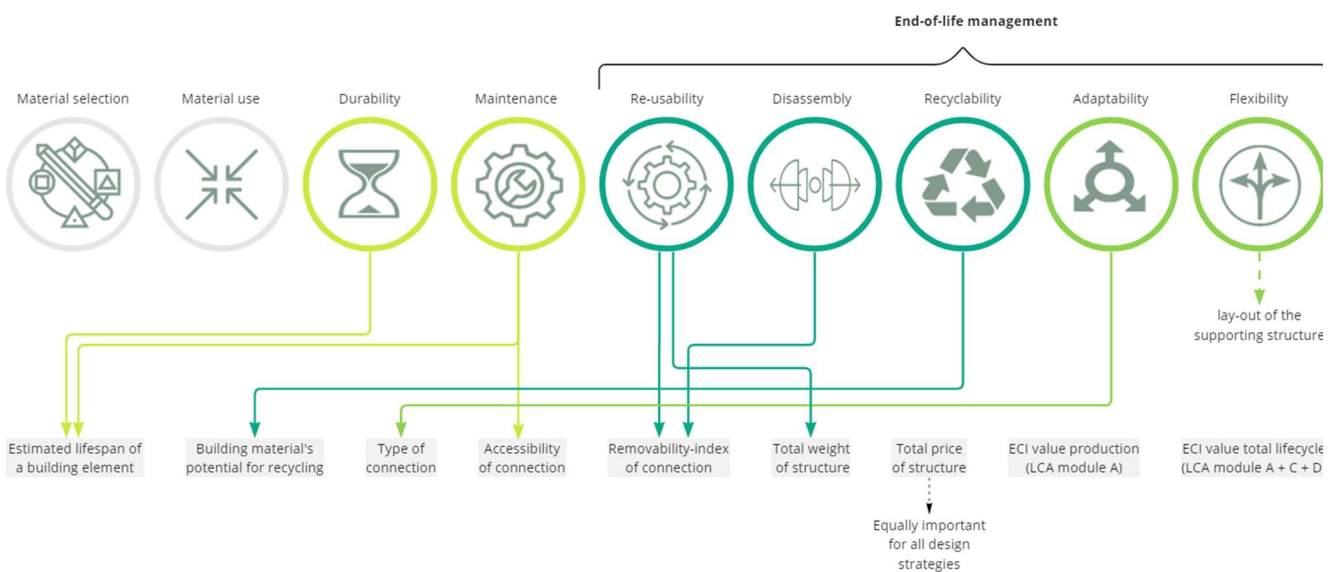 End-of-life management
Material selection
Material use
Durability
Maintenance
Re-usability
Disassembly
Recyclability
Adaptability
Flexibility
lay-out of the
supporting structure
Estimated lifespan of
a building element
Building material's
potential for recycling
Type of
connection
Accessibility
of connection
Removability-index
of connection
Total weight
of structure
Total price
of structure
ECI value production
(LCA module A)
ECI value total lifecycle
(LCA module A + C + D
Equally important
for all design
strategies